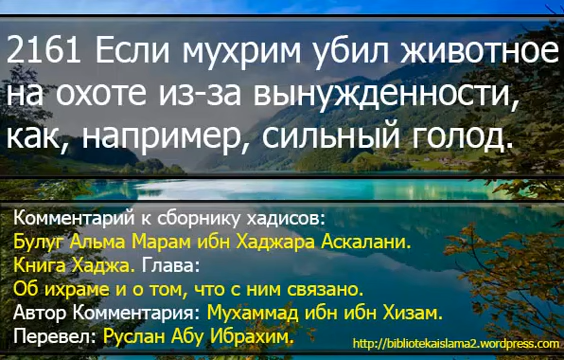 2161 Если мухрим убил животное
на охоте из-за вынужденности,
как, например, сильный голод.
Комментарий к сборнику хадисов:
Булуг Альма Марам ибн Хаджара Аскалани.
Книга Хаджа. Глава:
Об ихраме и о том, что с ним связано.
Автор Комментария: Мухаммад ибн ибн Хизам.
Перевел: Руслан Абу Ибрахим.
http://bibliotekaislama2.wordpress.com